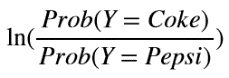 ln(Prob(Y = Coke)/Prob(Y = Pepsi))